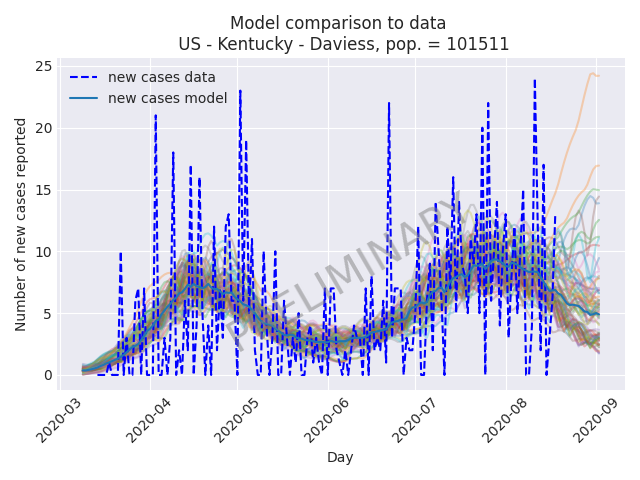 Model comparison to data
US - Kentucky - Daviess, pop. = 101511
new cases data
new cases model
Number of new cases reported
25
20
15
10
5
0
PRELIMINARY
2020-03
2020-04
2020-05
2020-06
2020-07
2020-08
2020-09
Day